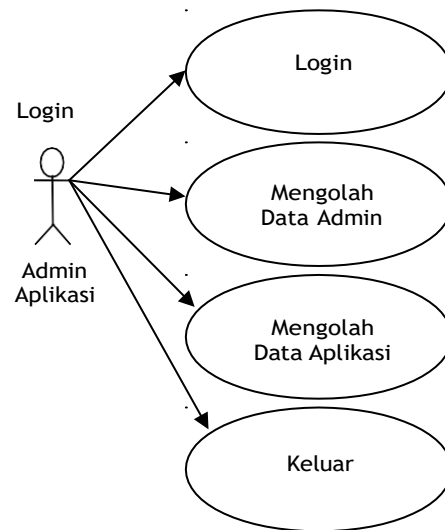 Login
Login
Mengolah
Data Admin
Admin
Aplikasi
Mengolah
Data Aplikasi
Keluar